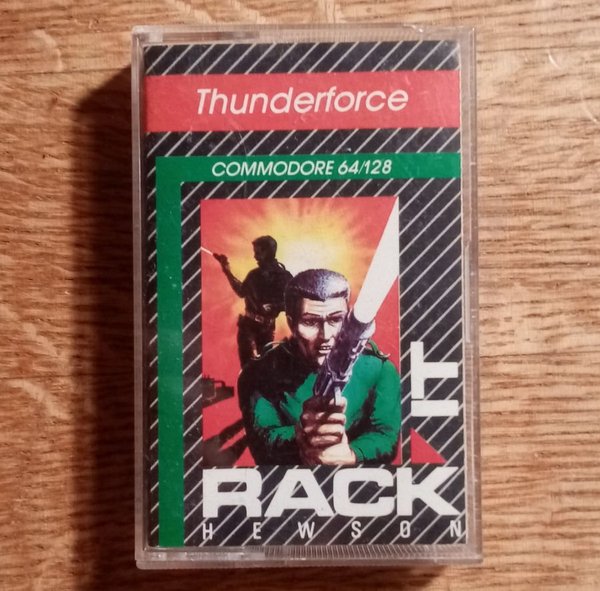 Thunderforce
COMMODORE 64/128
RACK
IT
HEWSON